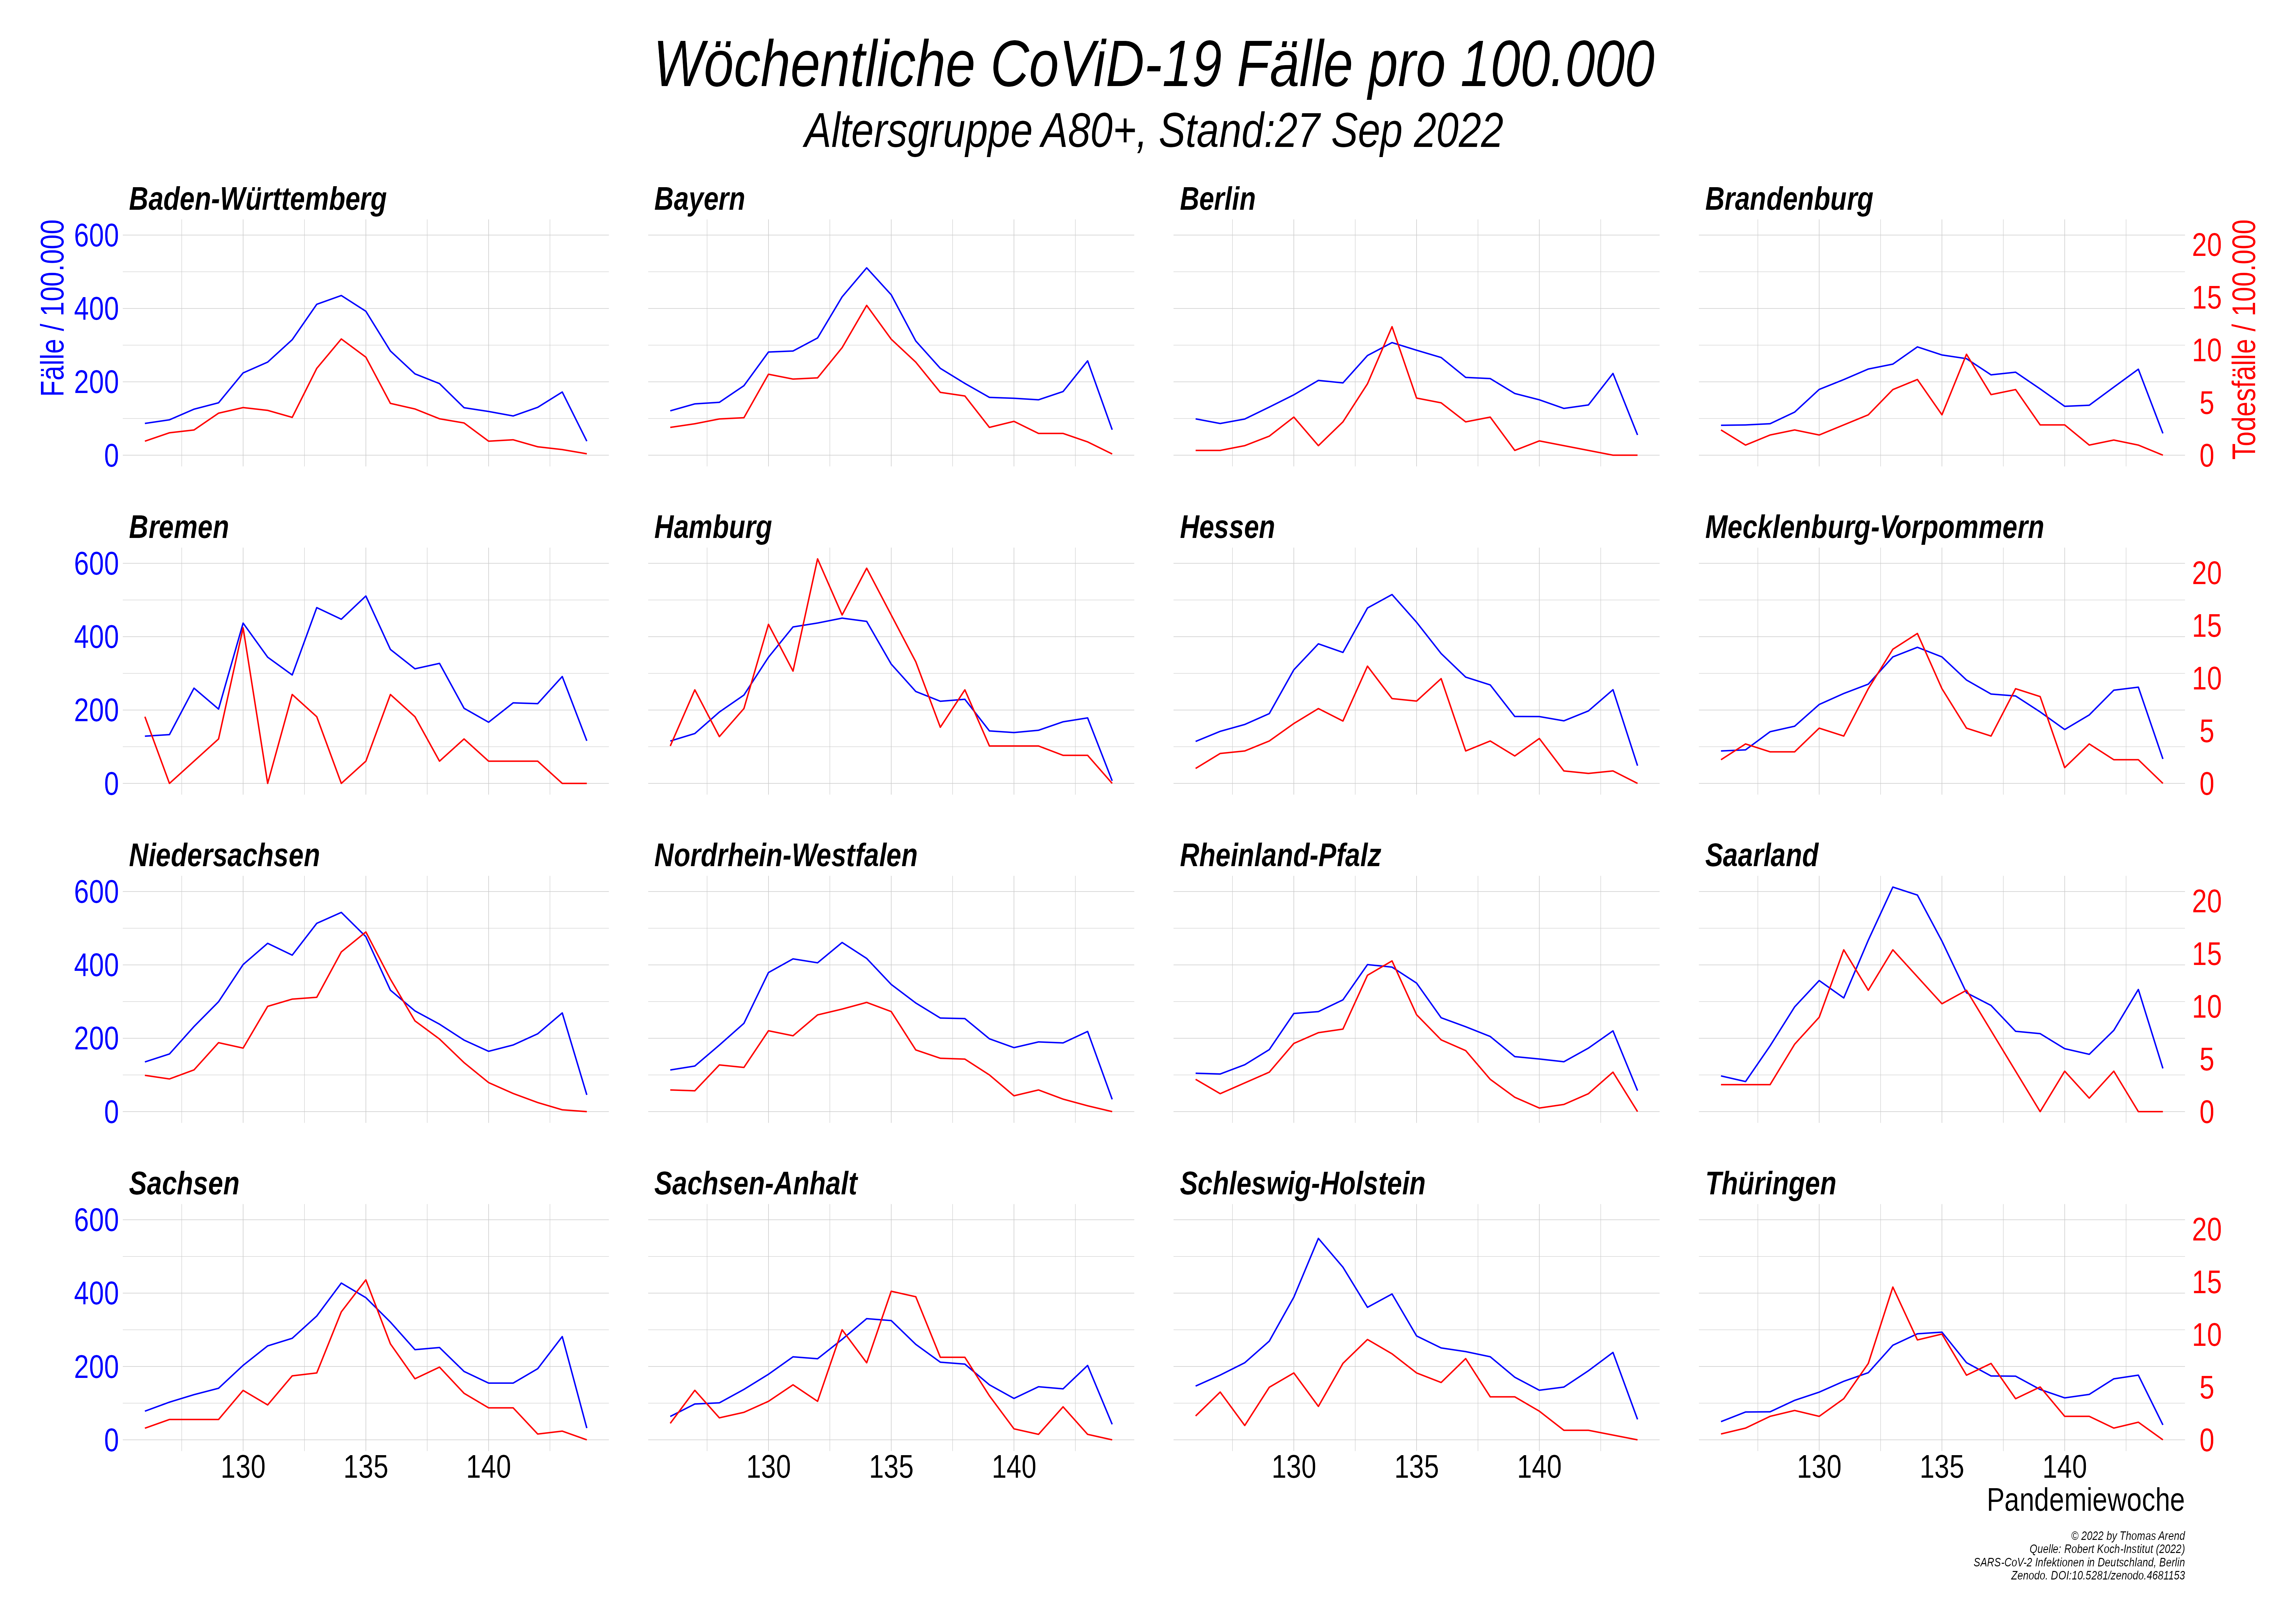 Wöchentliche CoViD-19 Fälle pro 100.000
Altersgruppe A80+, Stand:27 Sep 2022
Baden-Württemberg
Bayern
Berlin
Brandenburg
Fälle / 100.000
600
400
200
0
20
15
10
5
0
Todesfälle / 100.000
Bremen
Hamburg
Hessen
Mecklenburg-Vorpommern
600
400
200
0
20
15
10
5
0
Niedersachsen
Nordrhein-Westfalen
Rheinland-Pfalz
Saarland
600
400
200
0
20
15
10
5
0
Sachsen
Sachsen-Anhalt
Schleswig-Holstein
Thüringen
600
400
200
0
20
15
10
5
0
130 135 140
130 135 140
130 135 140
130 135 140
Pandemiewoche
© 2022 by Thomas Arend
Quelle: Robert Koch-Institut (2022)
SARS-CoV-2 Infektionen in Deutschland, Berlin
Zenodo. DOI:10.5281/zenodo.4681153